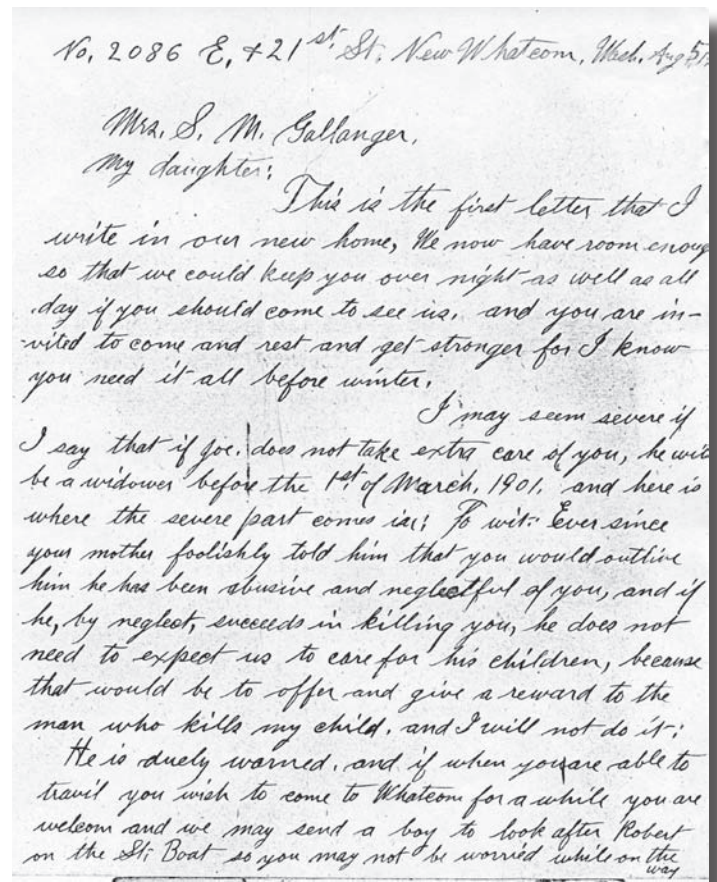 No. 2086 E, + 21st. St. New Whatcom, Wash. Aug 5,
Mrs. S. M. Gallanger.
My daughter:
This is the first letter that I
write in our new home, We now have room enoug
so that we could keep you over night as well as all
day if you should come to see us. and you are in-
vited to come and rest and get stronger for I know
you need it all before winter.
I may seem severe if
I say that if Joe. does not take extra care of you, he will
be a widower before the 1st of March, 1901. and here is
where the severe part comes in: To wit: Ever since
your mother foolishly told him that you would outlive
him he has been abusive and neglectful of you, and if
he, by neglect, succeeds in killing you, he does not
need to expect us to care for his children, because
that would be to offer and give a reward to the
man who kills my child. and I will not do it;
He is duely warned. and if when you are able to
travil you wish to come to Whatcom for a while you are
welcom and we may send a boy to look after Robert
on the St; Boat so you may not be worried while on the
way